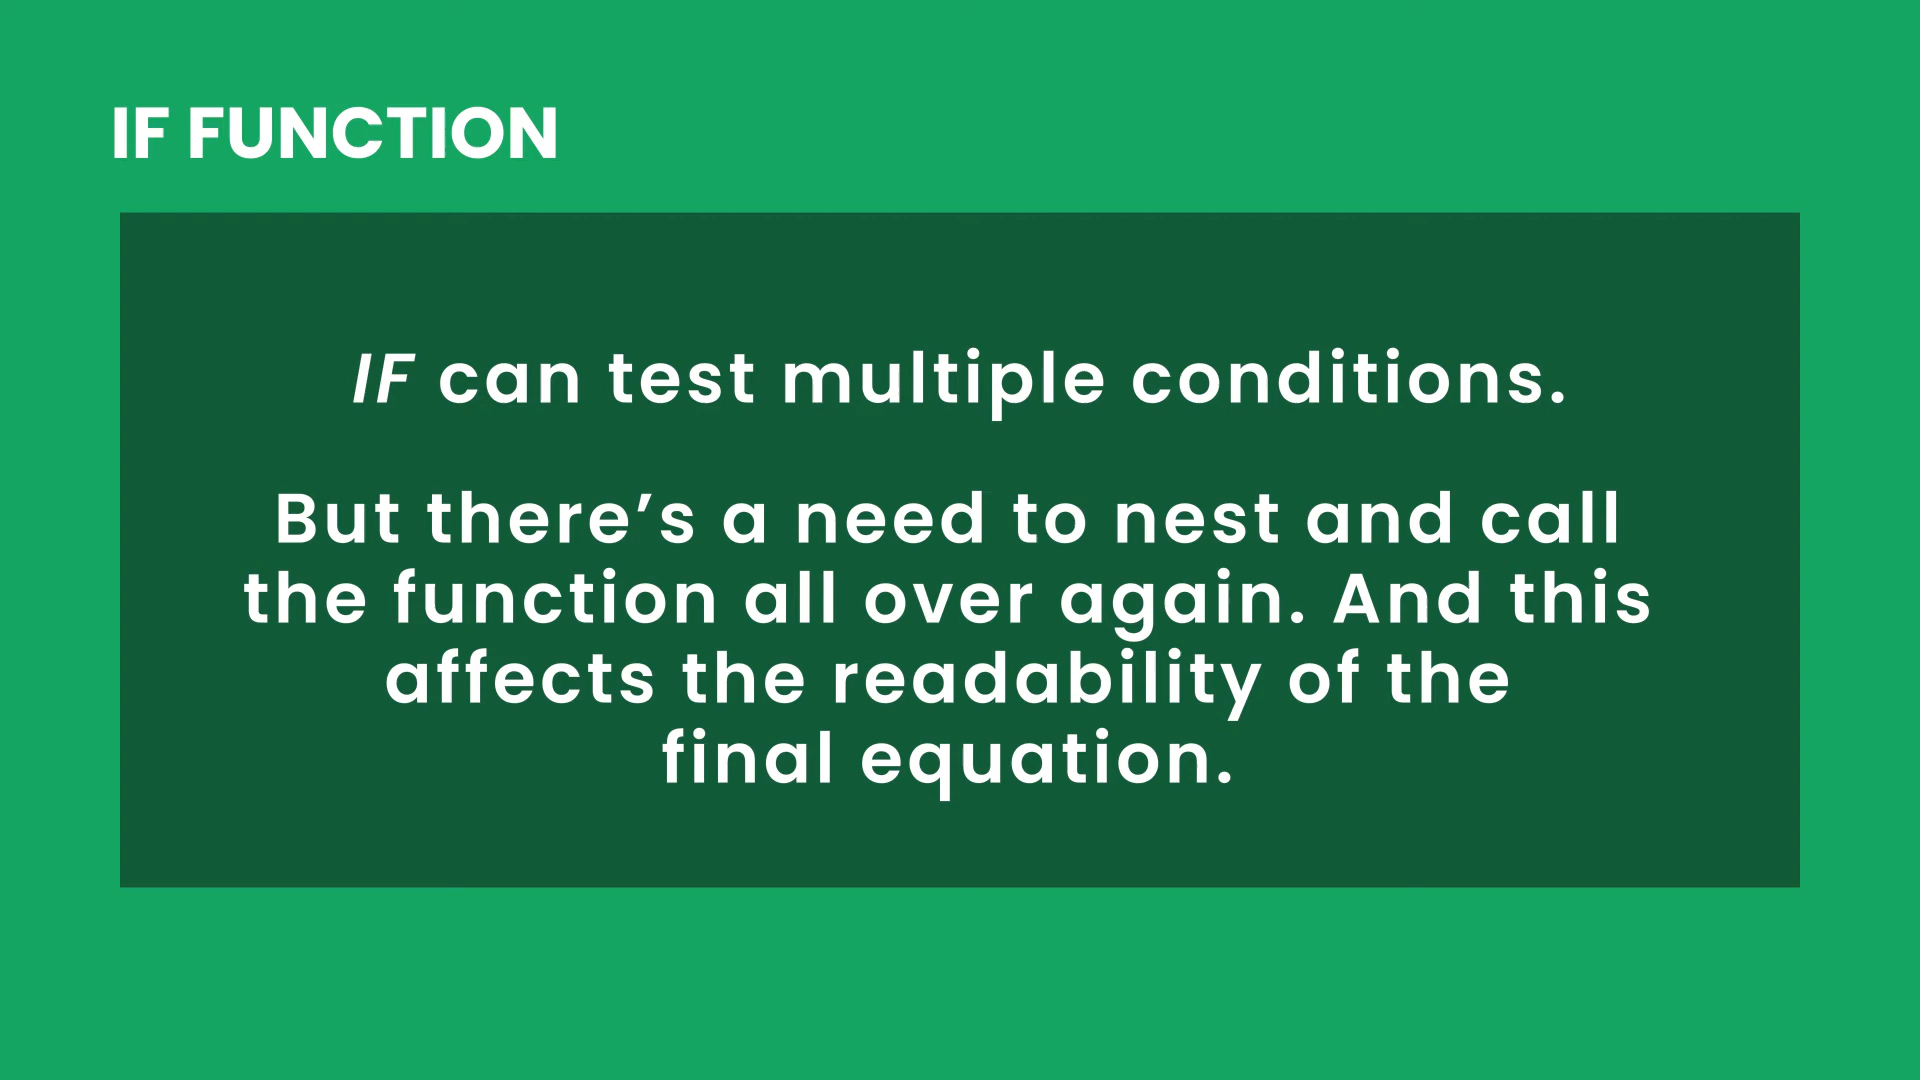 IF FUNCTION
IF can test multiple conditions.
But there’s a need to nest and call
the function all over again. And this
affects the readability of the
final equation.